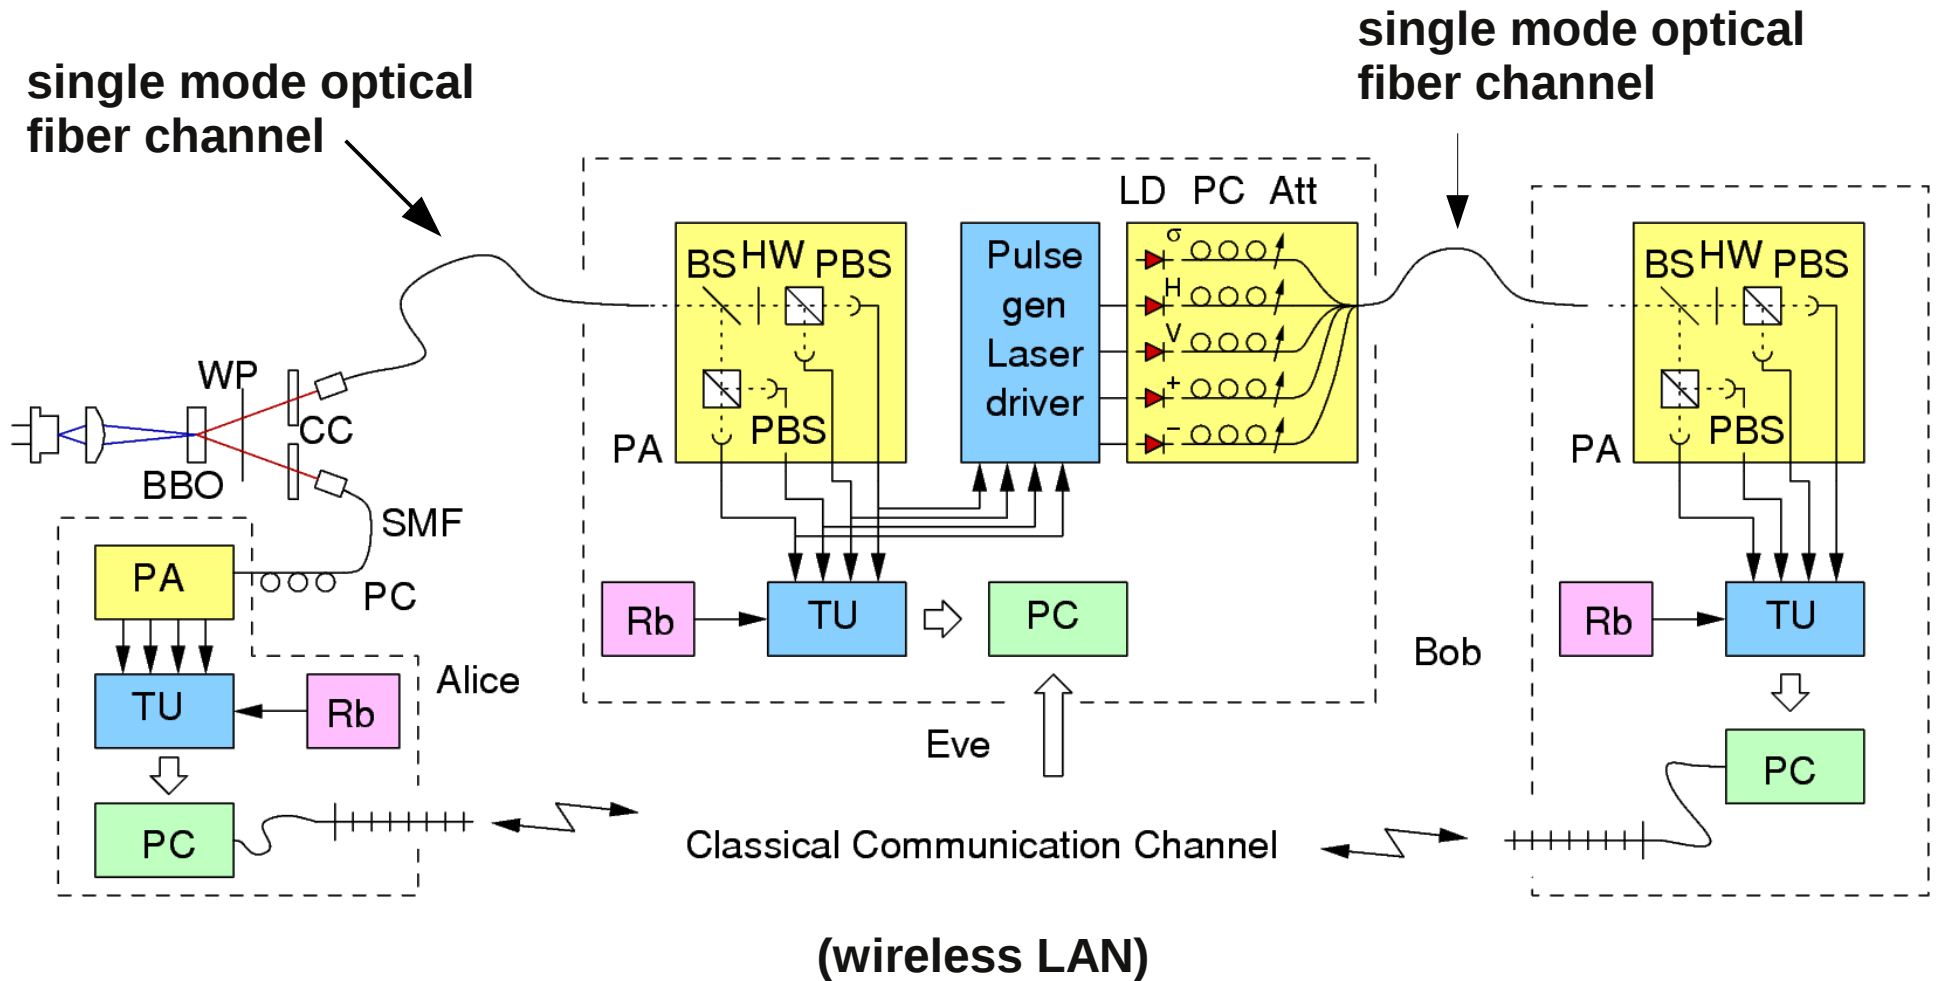 single mode optical
fiber channel
single mode optical
fiber channel
LD PC Att
BS HW PBS
PBS
PA
Pulse
gen
Laser
driver
σ
H
V
+
−
BS HW PBS
PBS
PA
WP
CC
BBO
SMF
PC
PA
TU
Rb
PC
Alice
Rb
TU
PC
Eve
Bob
Rb
TU
PC
Classical Communication Channel
(wireless LAN)